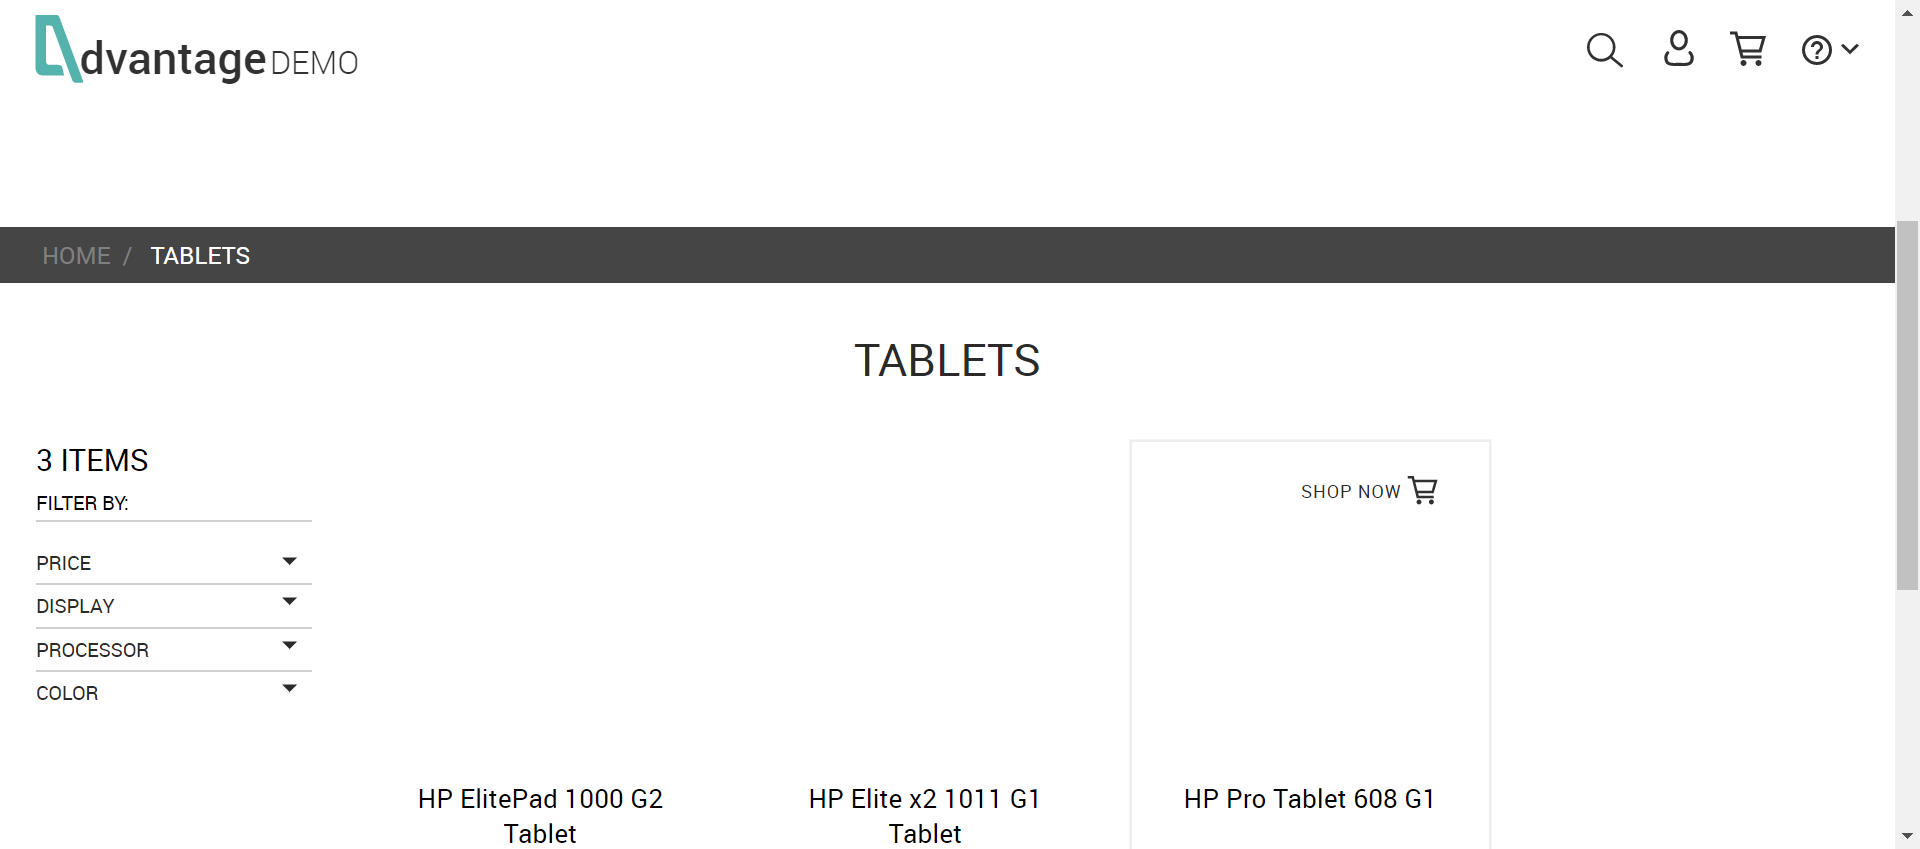 dvantage DEMO
HOME / TABLETS
TABLETS
3 ITEMS
FILTER BY:
PRICE
DISPLAY
PROCESSOR
COLOR
SHOP NOW
HP ElitePad 1000 G2
Tablet
HP Elite x2 1011 G1
Tablet
HP Pro Tablet 608 G1